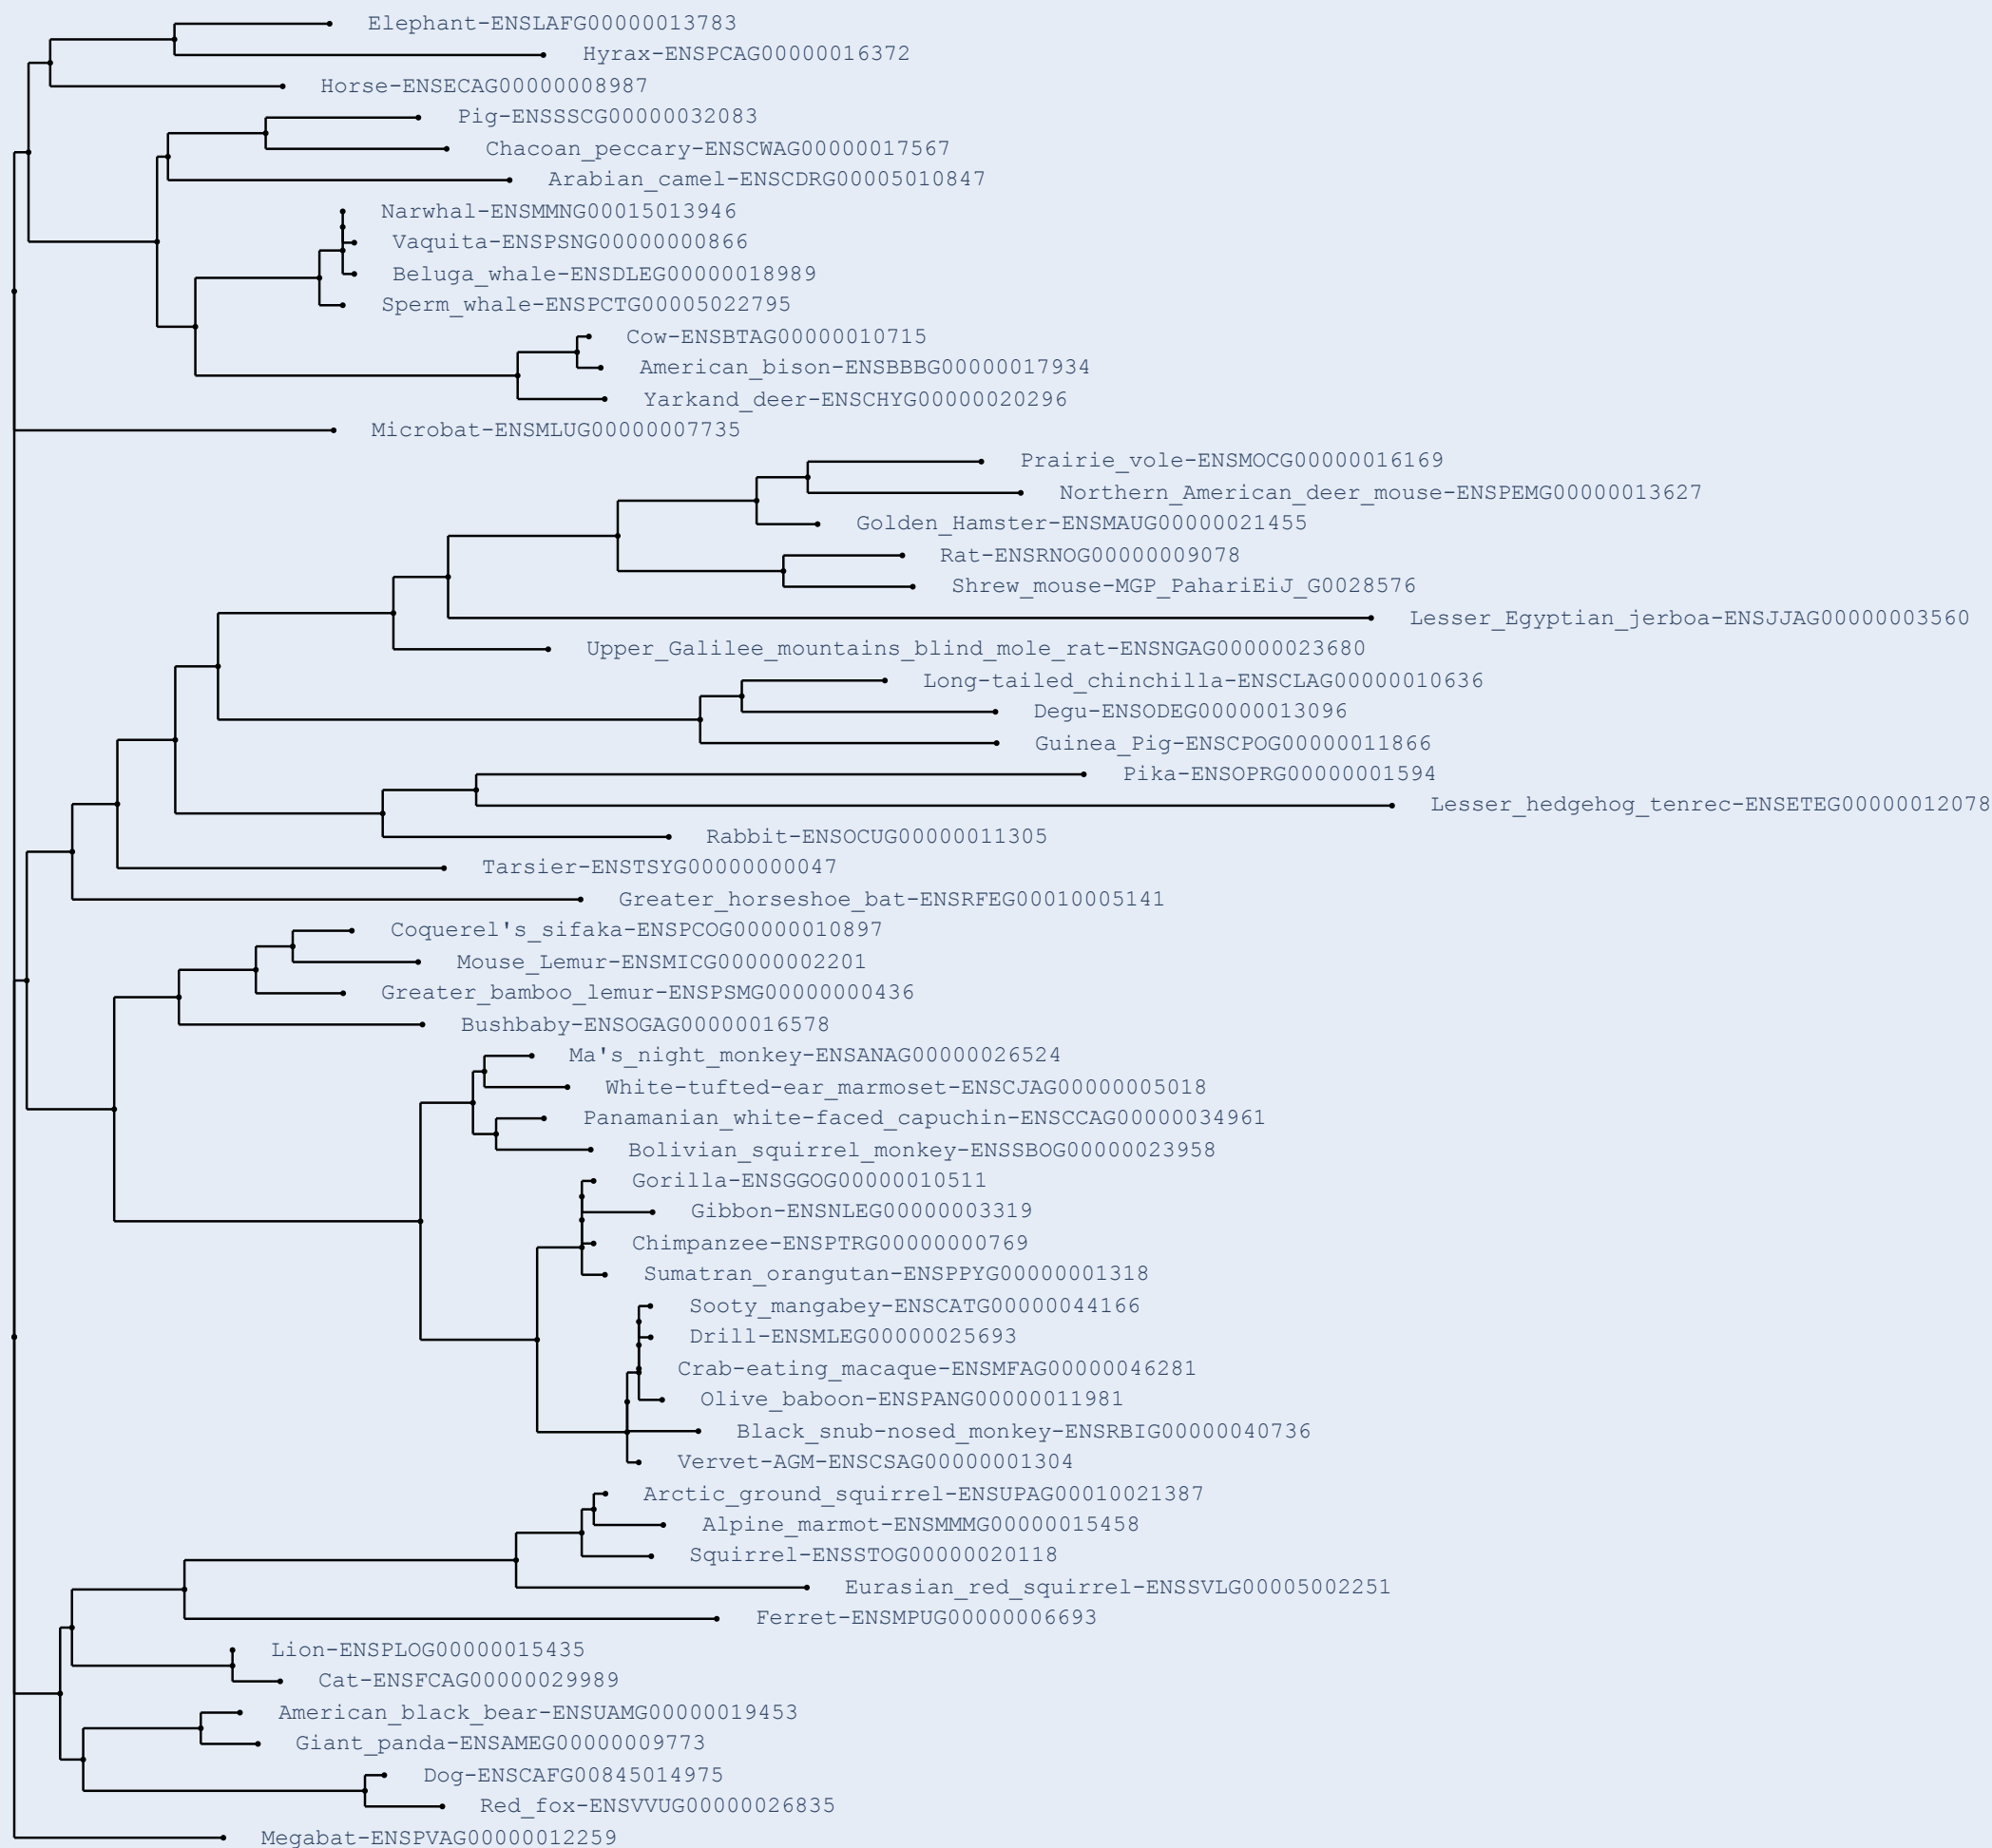 Elephant-ENSLAFG00000013783
Hyrax-ENSPCAG00000016372
Horse-ENSECAG00000008987
Pig-ENSSSCG00000032083
Chacoan_peccary-ENSCWAG00000017567
Arabian_camel-ENSCDRG00005010847
Narwhal-ENSMMNG00015013946
Vaquita-ENSPSNG00000000866
Beluga_whale-ENSDLEG00000018989
Sperm_whale-ENSPCTG00005022795
Cow-ENSBTAG00000010715
American_bison-ENSBBBG00000017934
Yarkand_deer-ENSCHYG00000020296
Microbat-ENSMLUG00000007735
Prairie_vole-ENSMOCG00000016169
Northern_American_deer_mouse-ENSPEMG00000013627
Golden_Hamster-ENSMAUG00000021455
Rat-ENSRNOG00000009078
Shrew_mouse-MGP_PahariEiJ_G0028576
Lesser_Egyptian_jerboa-ENSJJAG00000003560
Upper_Galilee_mountains_blind_mole_rat-ENSNGAG00000023680
Long-tailed_chinchilla-ENSCLAG00000010636
Degu-ENSODEG00000013096
Guinea_Pig-ENSCPOG00000011866
Pika-ENSOPRG00000001594
Lesser_hedgehog_tenrec-ENSETEG00000012078
Rabbit-ENSOCUG00000011305
Tarsier-ENSTSYG00000000047
Greater_horseshoe_bat-ENSRFEG00010005141
Coquerel's_sifaka-ENSPCOG00000010897
Mouse_Lemur-ENSMICG00000002201
Greater_bamboo_lemur-ENSPSMG00000000436
Bushbaby-ENSOGAG00000016578
Ma's_night_monkey-ENSANAG00000026524
White-tufted-ear_marmoset-ENSCJAG00000005018
Panamanian_white-faced_capuchin-ENSCCAG00000034961
Bolivian_squirrel_monkey-ENSSBOG00000023958
Gorilla-ENSGGOG00000010511
Gibbon-ENSNLEG00000003319
Chimpanzee-ENSPTRG00000000769
Sumatran_orangutan-ENSPPYG00000001318
Sooty_mangabey-ENSCATG00000044166
Drill-ENSMLEG00000025693
Crab-eating_macaque-ENSMFAG00000046281
Olive_baboon-ENSPANG00000011981
Black_snub-nosed_monkey-ENSRBIG00000040736
Vervet-AGM-ENSCSAG00000001304
Arctic_ground_squirrel-ENSUPAG00010021387
Alpine_marmot-ENSMMMG00000015458
Squirrel-ENSSTOG00000020118
Eurasian_red_squirrel-ENSSVLG00005002251
Ferret-ENSMPUG00000006693
Lion-ENSPLOG00000015435
Cat-ENSFCAG00000029989
American_black_bear-ENSUAMG00000019453
Giant_panda-ENSAMEG00000009773
Dog-ENSCAFG00845014975
Red_fox-ENSVVUG00000026835
Megabat-ENSPVAG00000012259